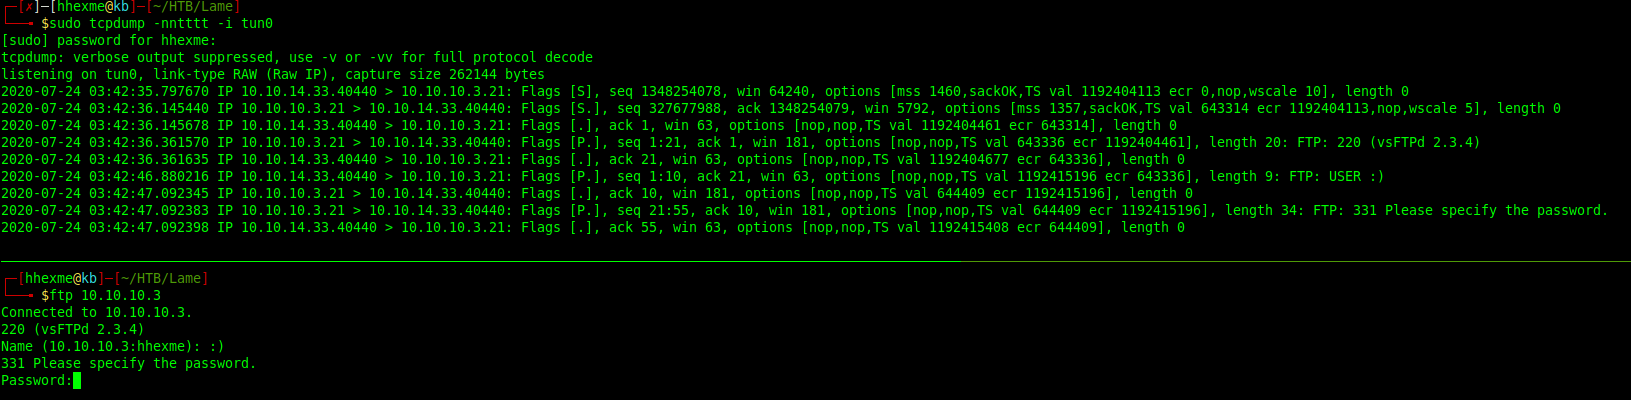 ┌─[✗]─[hhexme@kb]─[~/HTB/Lame]
└──╼ $sudo tcpdump -nntttt -i tun0
[sudo] password for hhexme:
tcpdump: verbose output suppressed, use -v or -vv for full protocol decode
listening on tun0, link-type RAW (Raw IP), capture size 262144 bytes
2020-07-24 03:42:35.797670 IP 10.10.14.33.40440 > 10.10.10.3.21: Flags [S], seq 1348254078, win 64240, options [mss 1460,sackOK,TS val 1192404113 ecr 0,nop,wscale 10], length 0
2020-07-24 03:42:36.145440 IP 10.10.10.3.21 > 10.10.14.33.40440: Flags [S.], seq 327677988, ack 1348254079, win 5792, options [mss 1357,sackOK,TS val 643314 ecr 1192404113,nop,wscale 5], length 0
2020-07-24 03:42:36.145678 IP 10.10.14.33.40440 > 10.10.10.3.21: Flags [.], ack 1, win 63, options [nop,nop,TS val 1192404461 ecr 643314], length 0
2020-07-24 03:42:36.361570 IP 10.10.10.3.21 > 10.10.14.33.40440: Flags [P.], seq 1:21, ack 1, win 181, options [nop,nop,TS val 643336 ecr 1192404461], length 20: FTP: 220 (vsFTPd 2.3.4)
2020-07-24 03:42:36.361635 IP 10.10.14.33.40440 > 10.10.10.3.21: Flags [.], ack 21, win 63, options [nop,nop,TS val 1192404677 ecr 643336], length 0
2020-07-24 03:42:46.880216 IP 10.10.14.33.40440 > 10.10.10.3.21: Flags [P.], seq 1:10, ack 21, win 63, options [nop,nop,TS val 1192415196 ecr 643336], length 9: FTP: USER :)
2020-07-24 03:42:47.092345 IP 10.10.10.3.21 > 10.10.14.33.40440: Flags [.], ack 10, win 181, options [nop,nop,TS val 644409 ecr 1192415196], length 0
2020-07-24 03:42:47.092383 IP 10.10.10.3.21 > 10.10.14.33.40440: Flags [P.], seq 21:55, ack 10, win 181, options [nop,nop,TS val 644409 ecr 1192415196], length 34: FTP: 331 Please specify the password.
2020-07-24 03:42:47.092398 IP 10.10.14.33.40440 > 10.10.10.3.21: Flags [.], ack 55, win 63, options [nop,nop,TS val 1192415408 ecr 644409], length 0
┌─[hhexme@kb]─[~/HTB/Lame]
└──╼ $ftp 10.10.10.3
Connected to 10.10.10.3.
220 (vsFTPd 2.3.4)
Name (10.10.10.3:hhexme): :)
331 Please specify the password.
Password: